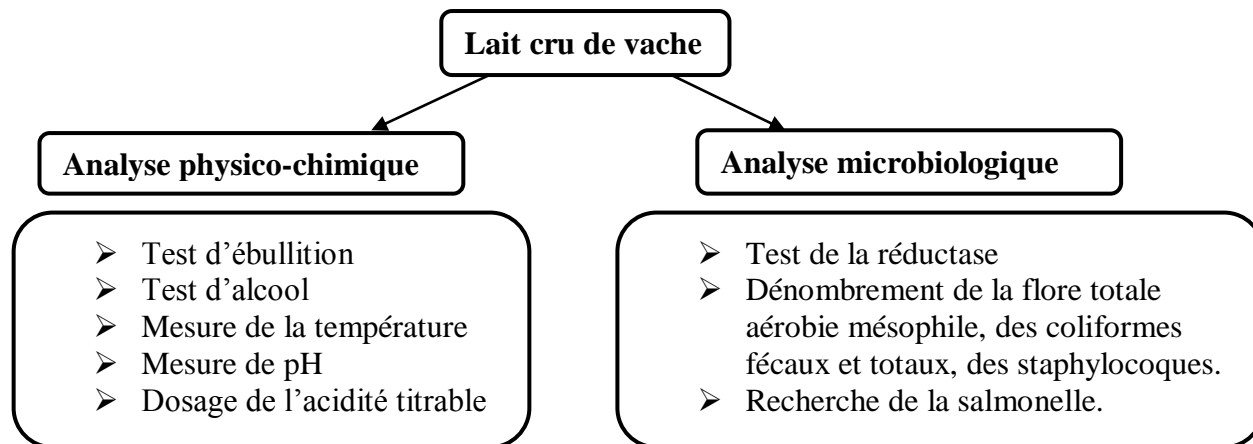 Lait cru de vache
Analyse physico-chimique
➢ Test d’ébullition
➢ Test d’alcool
➢ Mesure de la température
➢ Mesure de pH
➢ Dosage de l’acidité titrable
Analyse microbiologique
➢ Test de la réductase
➢ Dénombrement de la flore totale
aérobie mésophile, des coliformes
fécaux et totaux, des staphylocoques.
➢ Recherche de la salmonelle.